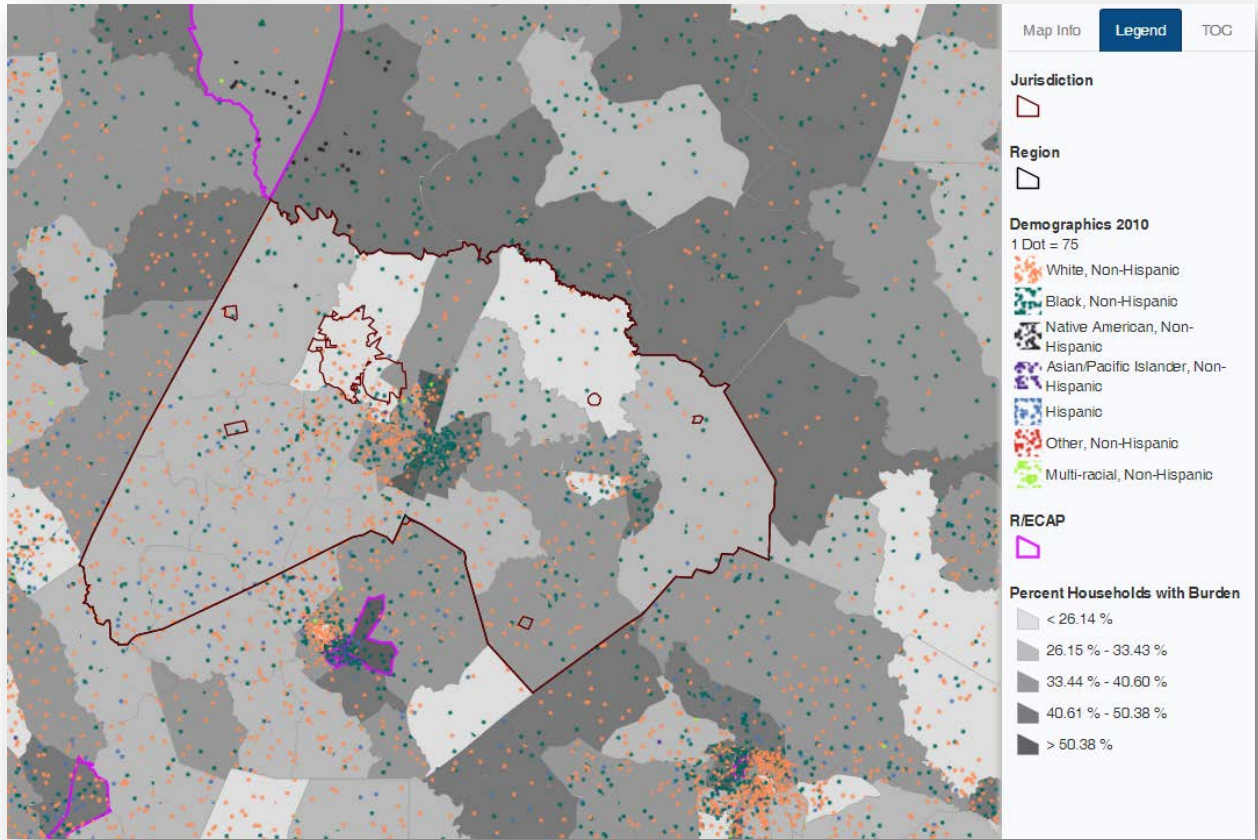 Map Info Legend TOC
Jurisdiction
Region
Demographics 2010
1 Dot = 75
White, Non-Hispanic
Black, Non-Hispanic
Native American, Non-
Hispanic
Asian/Pacific Islander, Non-
Hispanic
Hispanic
Other, Non-Hispanic
Multi-racial, Non-Hispanic
R/ECAP
Percent Households with Burden
< 26.14 %
26.15 % - 33.43 %
33.44 % - 40.60 %
40.61 % - 50.38 %
> 50.38 %